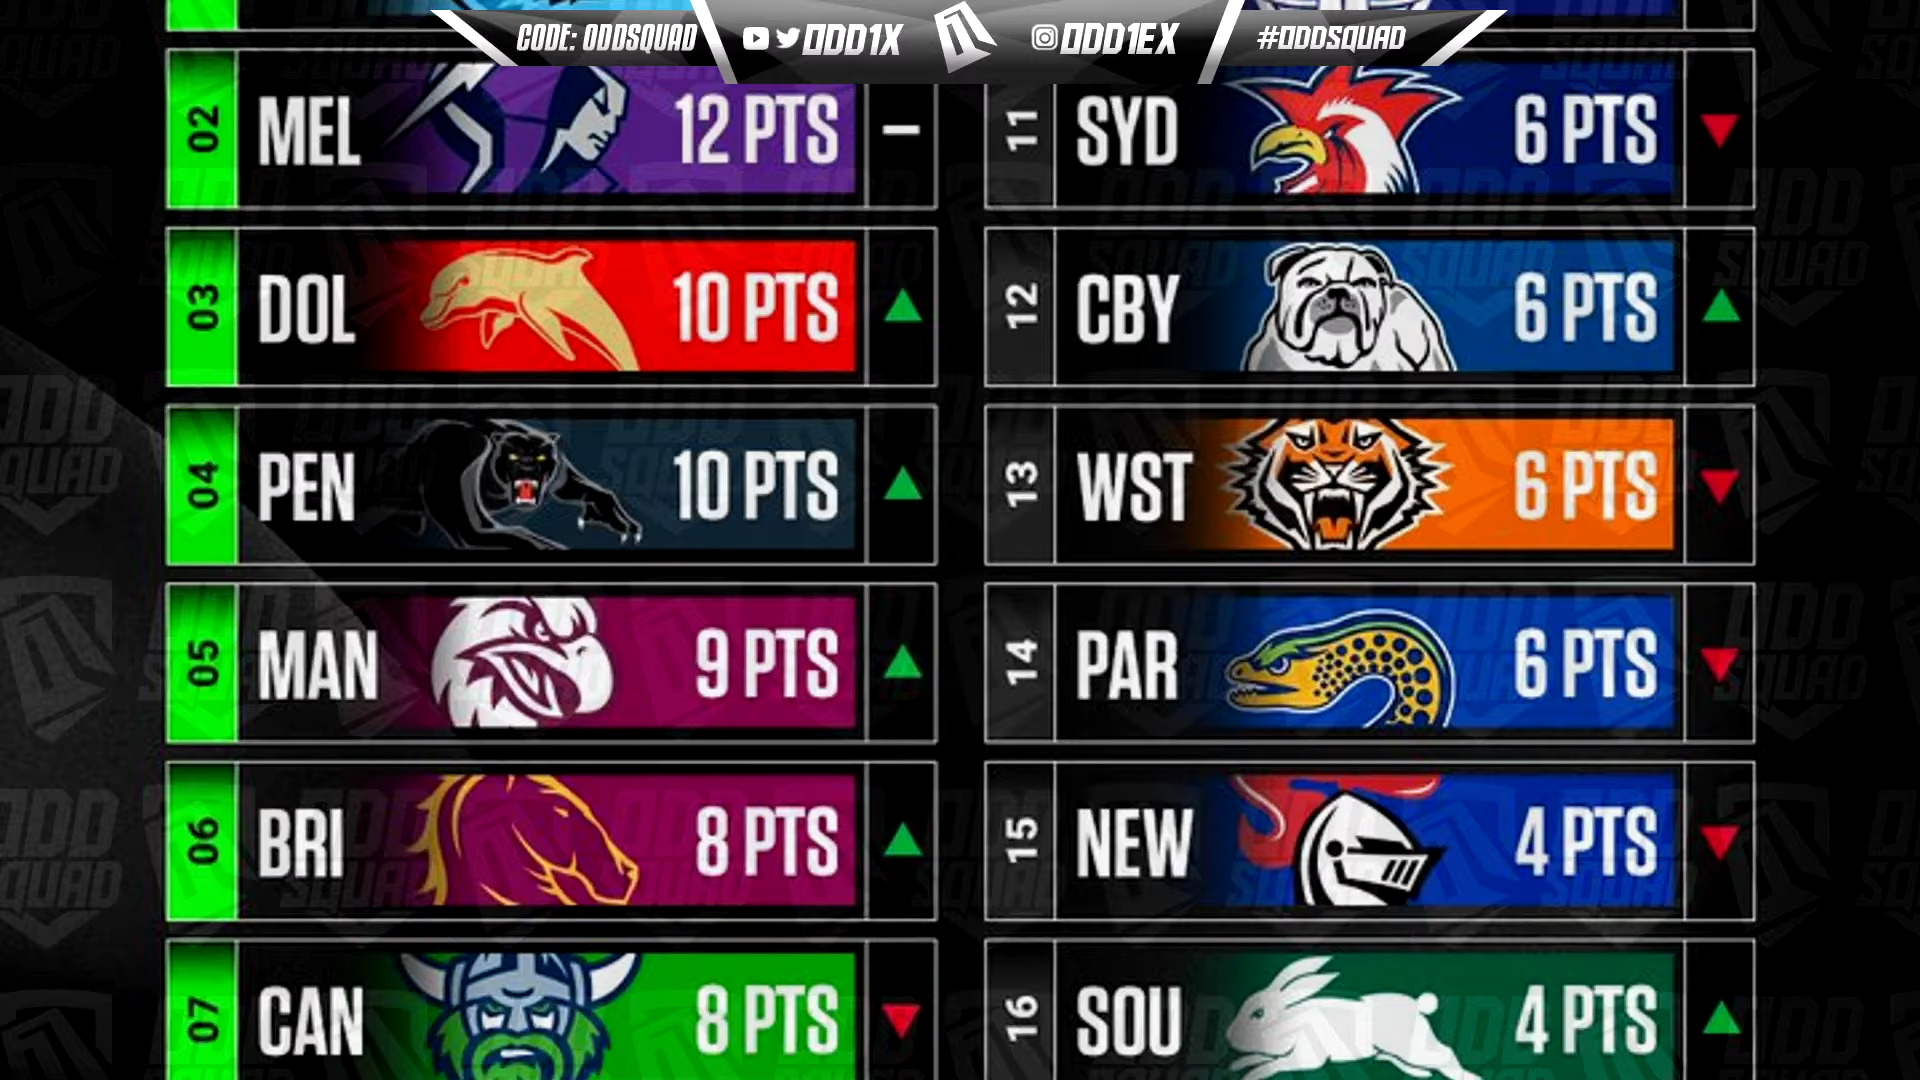 CODE: ODDSQUAD
ODD1X
ODD1EX
#ODDSQUAD
02 MEL 12 PTS
03 DOL 10 PTS
04 PEN 10 PTS
05 MAN 9 PTS
06 BRI 8 PTS
07 CAN 8 PTS
11 SYD 6 PTS
12 CBY 6 PTS
13 WST 6 PTS
14 PAR 6 PTS
15 NEW 4 PTS
16 SOU 4 PTS